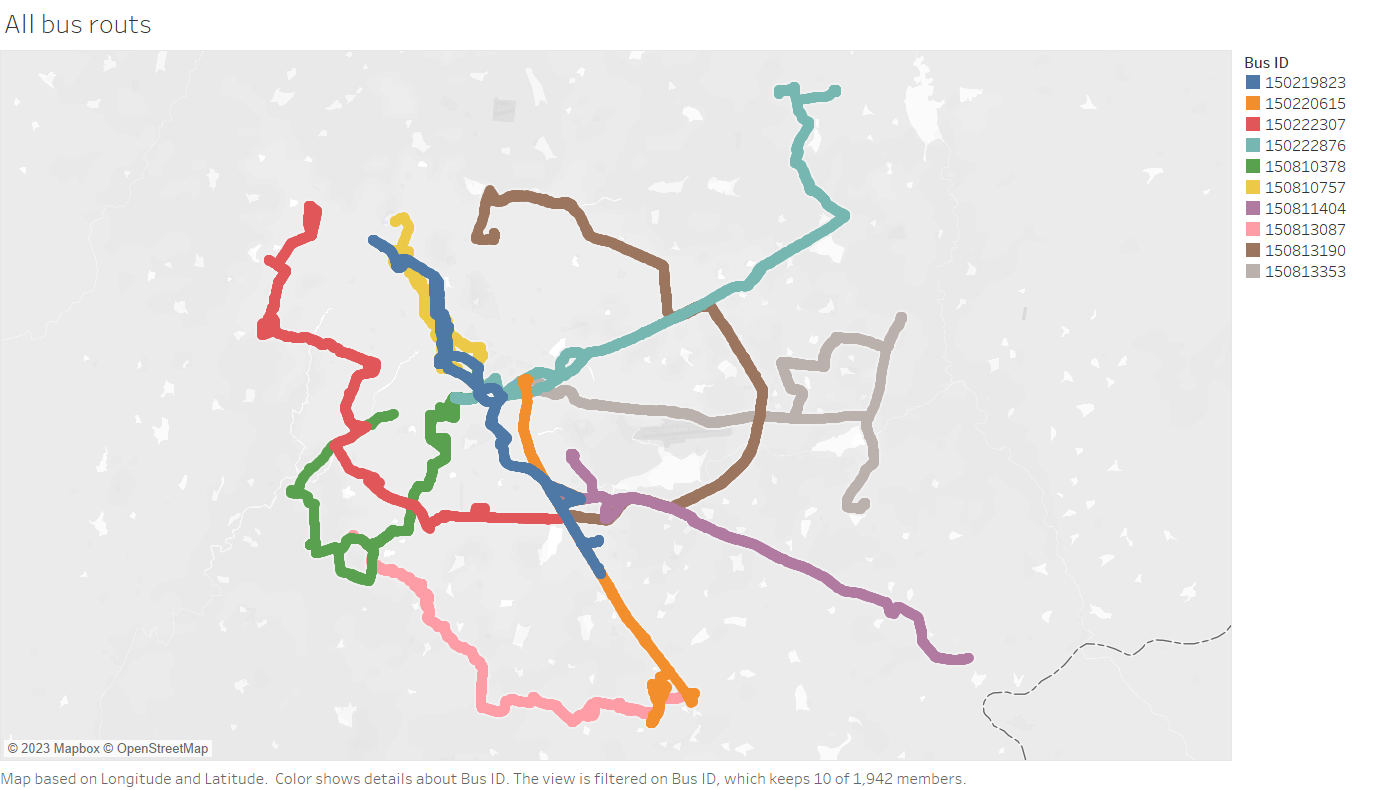 All bus routs
Bus ID
150219823
150220615
150222307
150222876
150810378
150810757
150811404
150813087
150813190
150813353
© 2023 Mapbox © OpenStreetMap
Map based on Longitude and Latitude.  Color shows details about Bus ID. The view is filtered on Bus ID, which keeps 10 of 1,942 members.